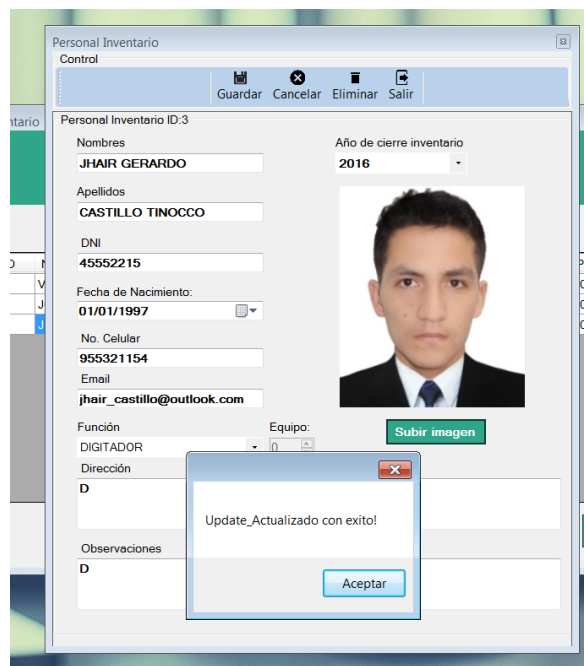 Personal Inventario
Control
Guardar Cancelar Eliminar Salir
ntario
Personal Inventario ID:3
Nombres
Año de cierre inventario
JHAIR GERARDO
2016
Apellidos
CASTILLO TINOCCO
DNI
45552215
Fecha de Nacimiento:
01/01/1997
No. Celular
955321154
Email
jhair_castillo@outlook.com
Función
Equipo:
Subir imagen
DIGITADOR
0
Dirección
D
Update_Actualizado con exito!
Observaciones
D
Aceptar